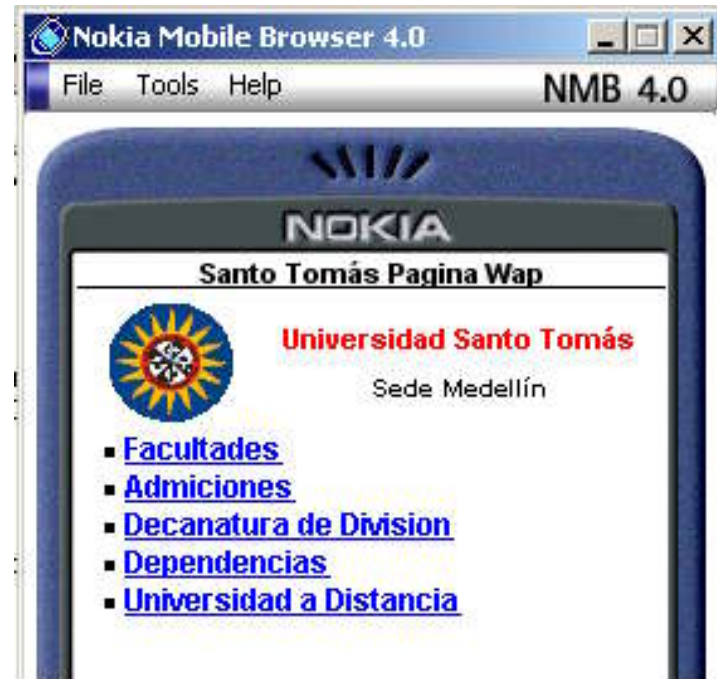 Nokia Mobile Browser 4.0
File Tools Help NMB 4.0
NOKIA
Santo Tomás Pagina Wap
Universidad Santo Tomás
Sede Medellín
Facultades
Admiciones
Decanatura de Division
Dependencias
Universidad a Distancia